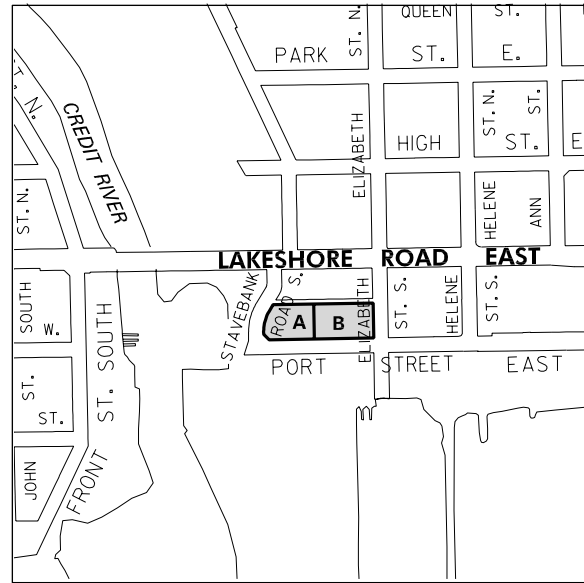 QUEEN ST.
PARK ST. E.
ST. N.
ST. N.
CREDIT RIVER
ELIZABETH
HIGH ST. E
ST. N.
ST.
HELENE
ANN
ST. N.
LAKESHORE ROAD EAST
STAVEBANK
ROAD S.
A B
ELIZABETH
ST. S.
HELENE
ST. S.
SOUTH
W.
ST. SOUTH
PORT STREET EAST
ST.
ST.
JOHN
FRONT